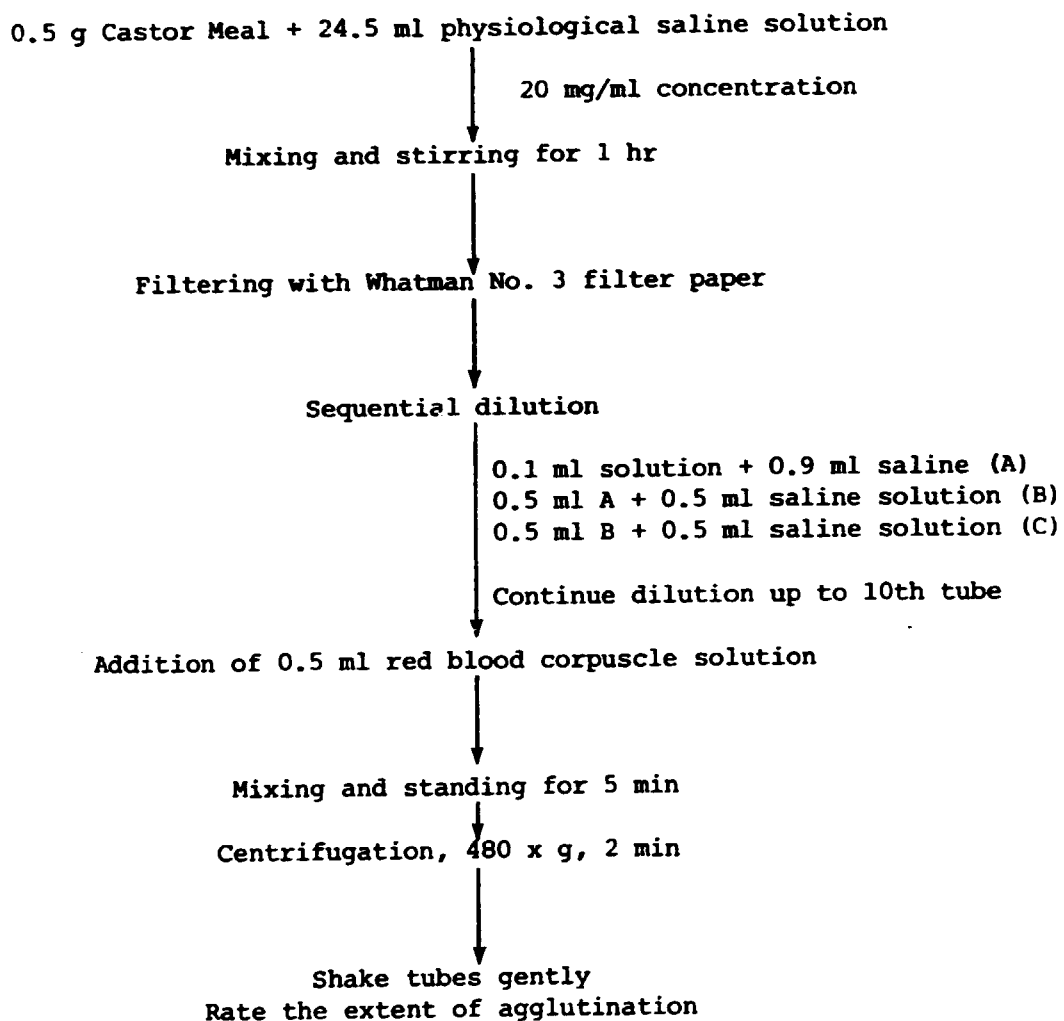 0.5 g Castor Meal + 24.5 ml physiological saline solution
20 mg/ml concentration
Mixing and stirring for 1 hr
Filtering with Whatman No. 3 filter paper
Sequential dilution
0.1 ml solution + 0.9 ml saline (A)
0.5 ml A + 0.5 ml saline solution (B)
0.5 ml B + 0.5 ml saline solution (C)
Continue dilution up to 10th tube
Addition of 0.5 ml red blood corpuscle solution
Mixing and standing for 5 min
Centrifugation, 480 x g, 2 min
Shake tubes gently
Rate the extent of agglutination